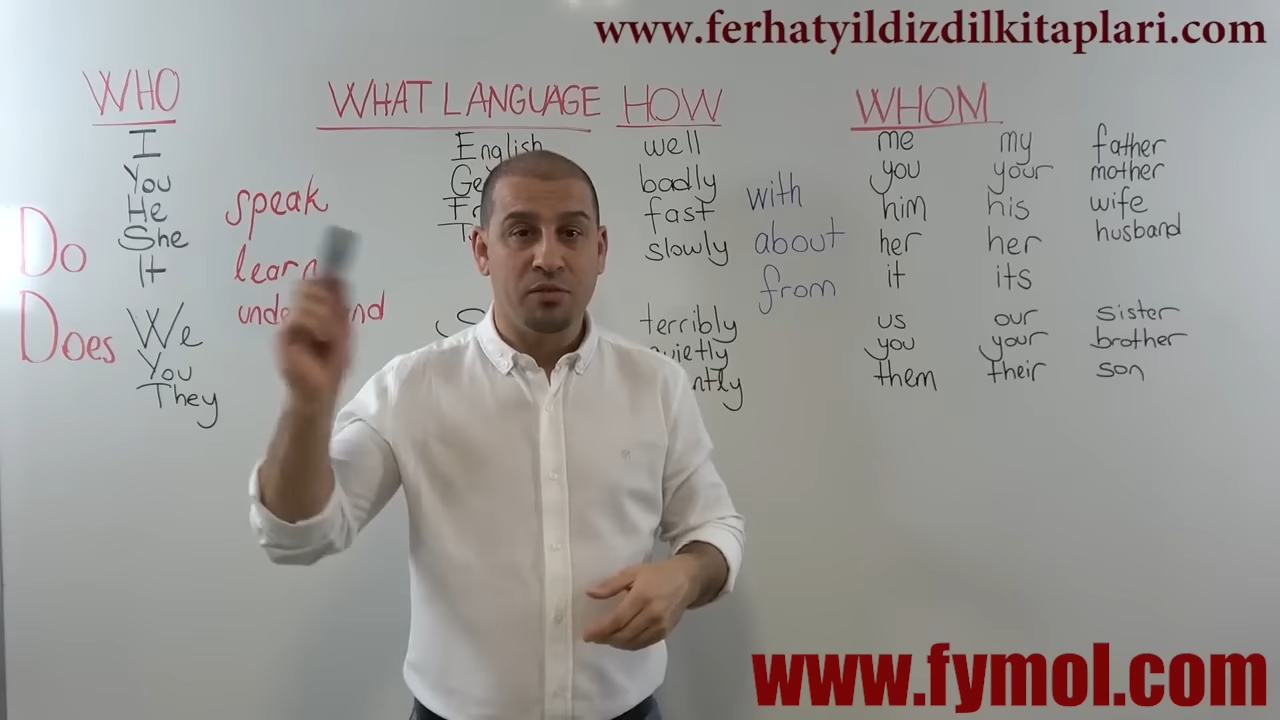 www.ferhatyildizdilkitaplari.com
WHO WHAT LANGUAGE HOW WHOM
I English well me my father
You badly with you your mother
He speak fast him his wife
She slowly about her her husband
Do learn It from it its
Does We terribly us our sister
You you your brother
They them their son
www.fymol.com